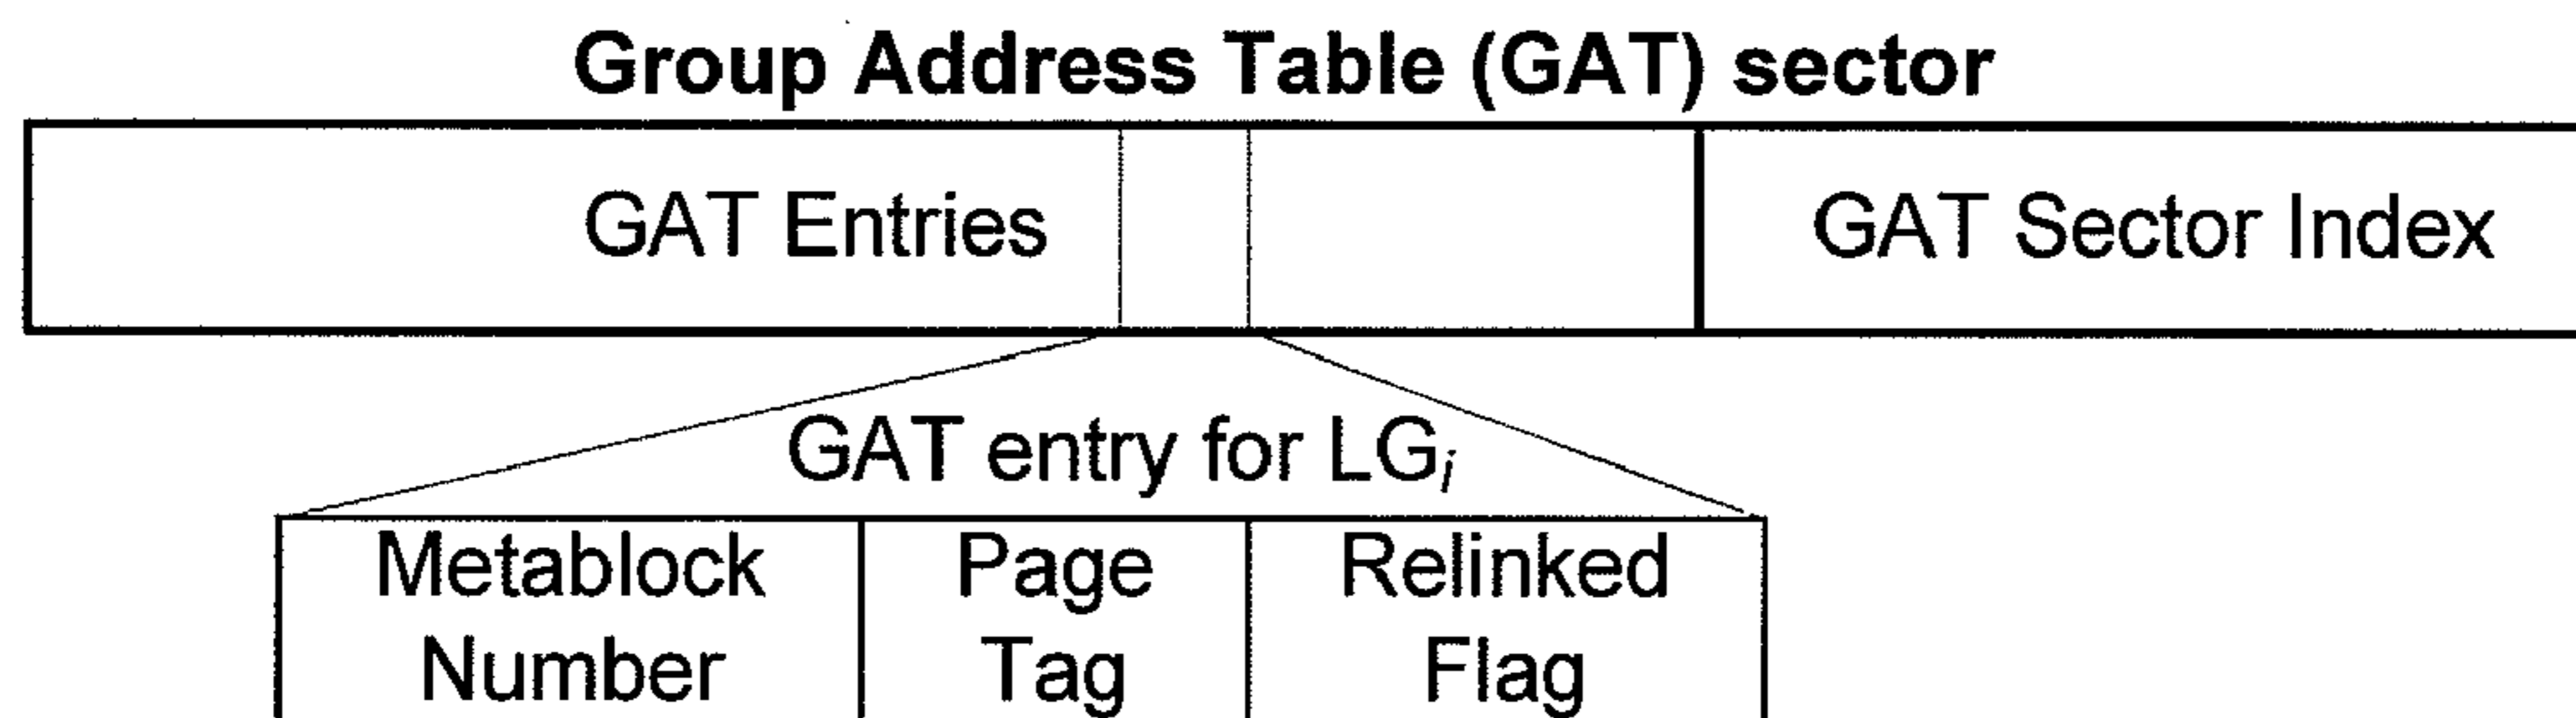 Group Address Table (GAT) sector
GAT Entries
GAT Sector Index
GAT entry for LGi
Metablock
Number
Page
Tag
Relinked
Flag